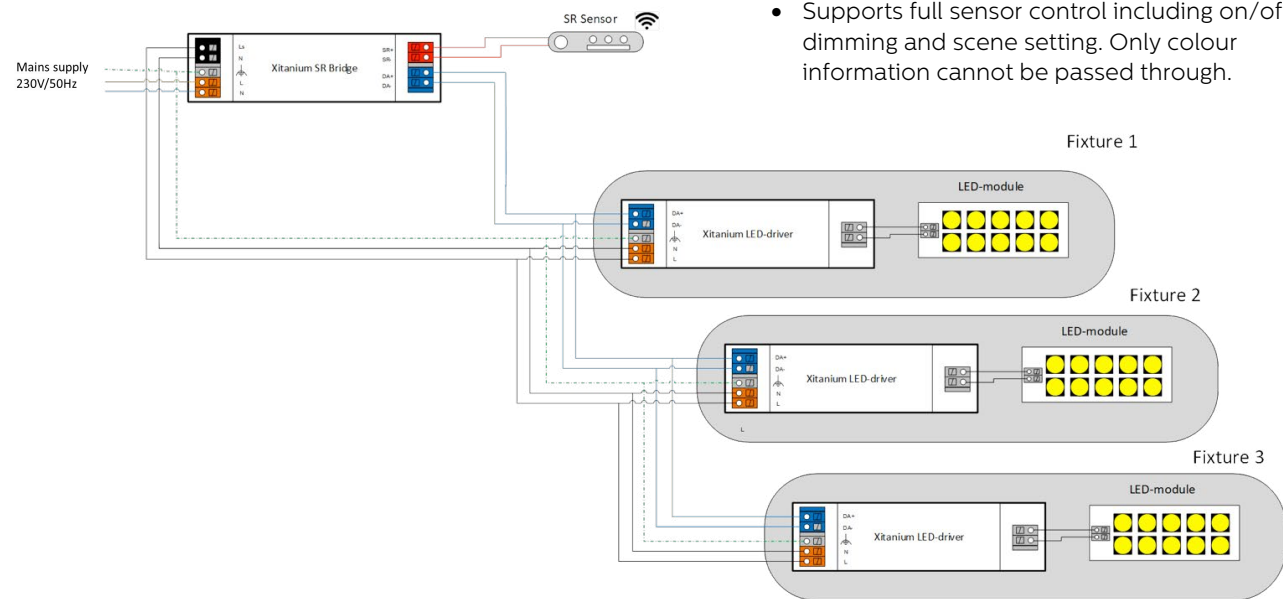 SR Sensor
• Supports full sensor control including on/of
dimming and scene setting. Only colour
information cannot be passed through.
Mains supply
230V/50Hz
Xitanium SR Bridge
N
L
N
SR+
SR-
DA+
DA-
Fixture 1
LED-module
DA+
DA-
N
L
Xitanium LED-driver
Fixture 2
LED-module
DA+
DA-
N
L
Xitanium LED-driver
L
Fixture 3
LED-module
DA+
DA-
N
L
Xitanium LED-driver